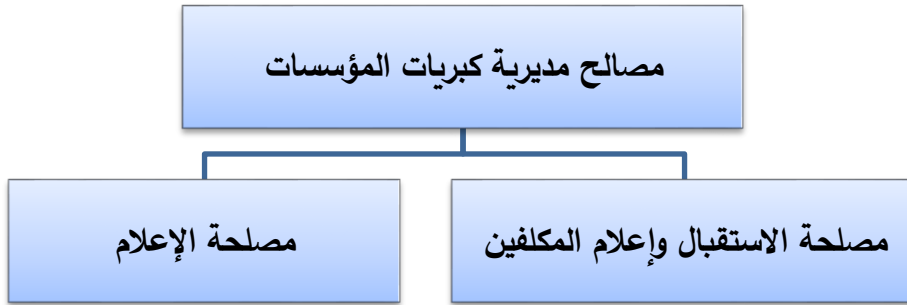 مصالح مديرية كبريات المؤسسات
مصلحة الاستقبال وإعلام المكلفين
مصلحة الإعلام